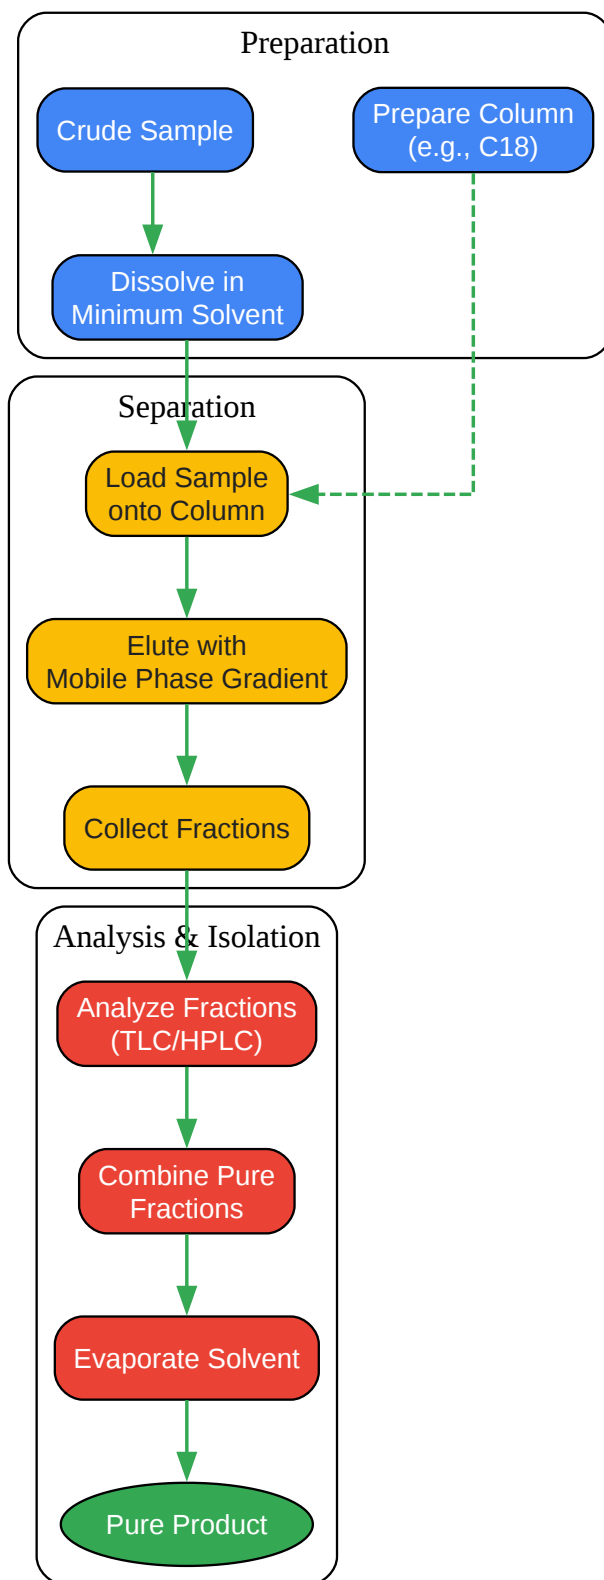 Preparation
Crude Sample
Prepare Column
(e.g., C18)
Dissolve in
Minimum Solvent
Separation
Load Sample
onto Column
Elute with
Mobile Phase Gradient
Collect Fractions
Analysis & Isolation
Analyze Fractions
(TLC/HPLC)
Combine Pure
Fractions
Evaporate Solvent
Pure Product